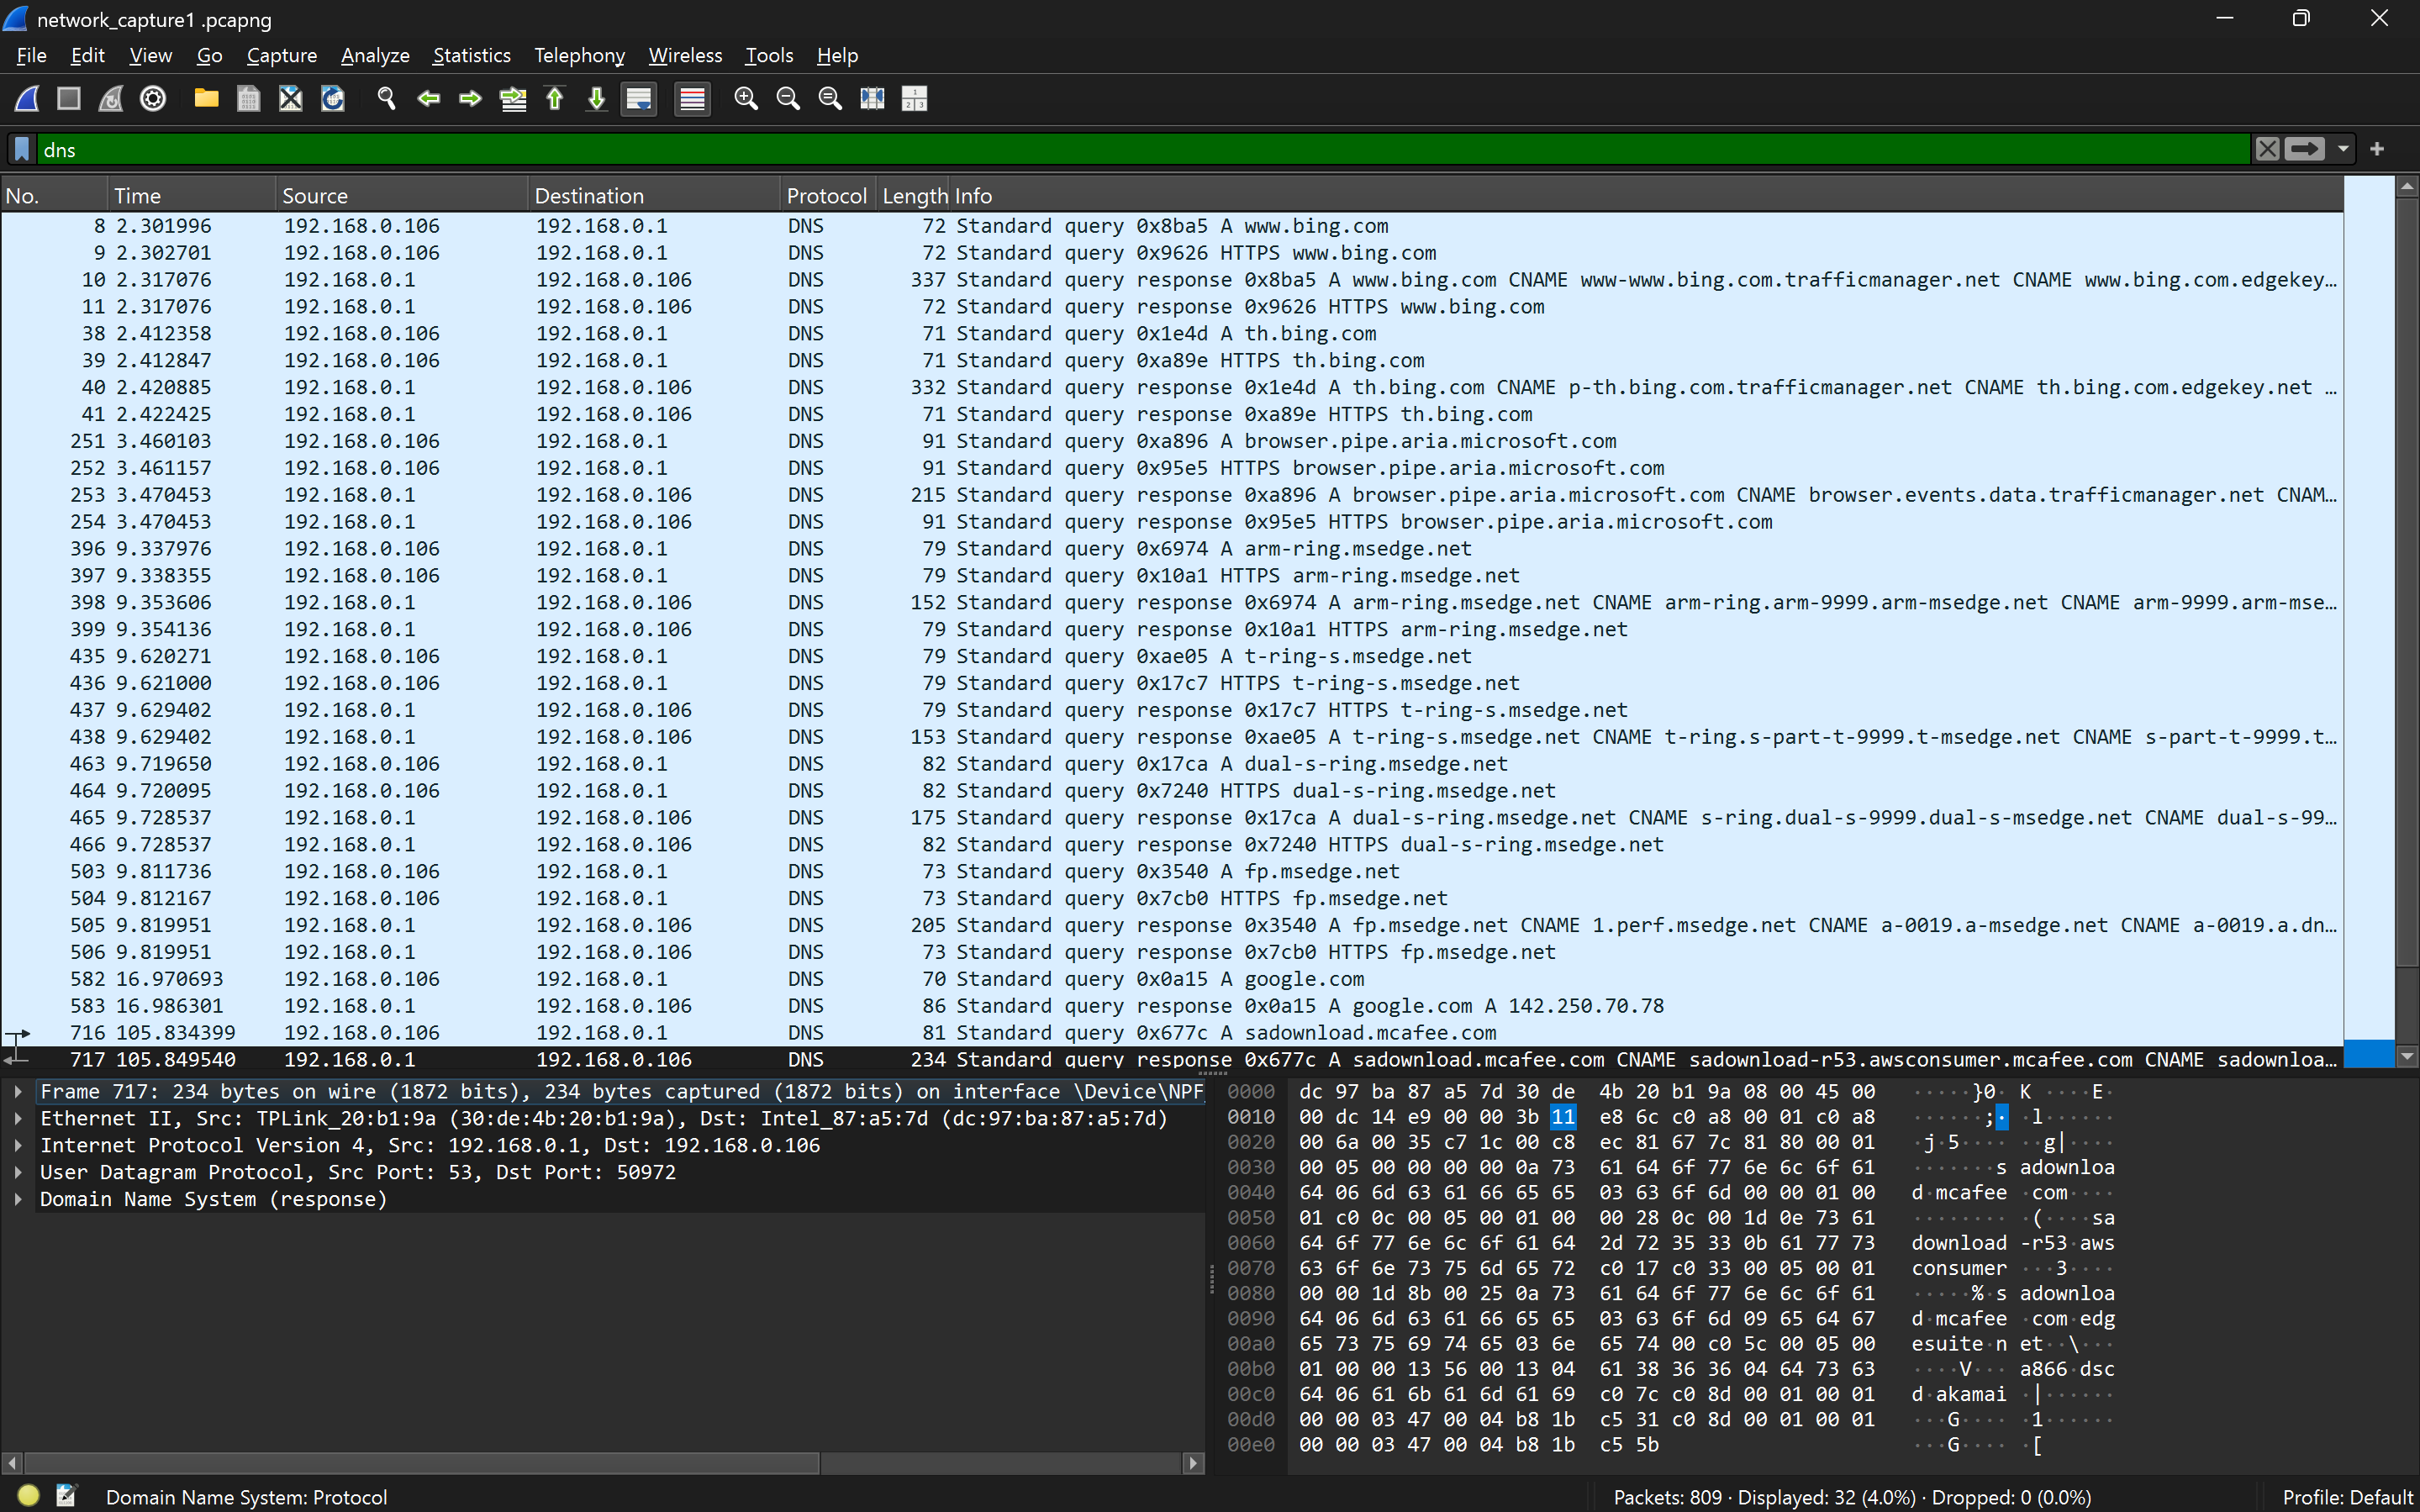 network_capture1 .pcapng
File Edit View Go Capture Analyze Statistics Telephony Wireless Tools Help
dns
No. Time Source Destination Protocol Length Info
8 2.301996 192.168.0.106 192.168.0.1 DNS 72 Standard query 0x8ba5 A www.bing.com
9 2.302701 192.168.0.106 192.168.0.1 DNS 72 Standard query 0x9626 HTTPS www.bing.com
10 2.317076 192.168.0.1 192.168.0.106 DNS 337 Standard query response 0x8ba5 A www.bing.com CNAME www-www.bing.com.trafficmanager.net CNAME www.bing.com.edgekey…
11 2.317076 192.168.0.1 192.168.0.106 DNS 72 Standard query response 0x9626 HTTPS www.bing.com
38 2.412358 192.168.0.106 192.168.0.1 DNS 71 Standard query 0x1e4d A th.bing.com
39 2.412847 192.168.0.106 192.168.0.1 DNS 71 Standard query 0xa89e HTTPS th.bing.com
40 2.420885 192.168.0.1 192.168.0.106 DNS 332 Standard query response 0x1e4d A th.bing.com CNAME p-th.bing.com.trafficmanager.net CNAME th.bing.com.edgekey.net …
41 2.422425 192.168.0.1 192.168.0.106 DNS 71 Standard query response 0xa89e HTTPS th.bing.com
251 3.460103 192.168.0.106 192.168.0.1 DNS 91 Standard query 0xa896 A browser.pipe.aria.microsoft.com
252 3.461157 192.168.0.106 192.168.0.1 DNS 91 Standard query 0x95e5 HTTPS browser.pipe.aria.microsoft.com
253 3.470453 192.168.0.1 192.168.0.106 DNS 215 Standard query response 0xa896 A browser.pipe.aria.microsoft.com CNAME browser.events.data.trafficmanager.net CNAM…
254 3.470453 192.168.0.1 192.168.0.106 DNS 91 Standard query response 0x95e5 HTTPS browser.pipe.aria.microsoft.com
396 9.337976 192.168.0.106 192.168.0.1 DNS 79 Standard query 0x6974 A arm-ring.msedge.net
397 9.338355 192.168.0.106 192.168.0.1 DNS 79 Standard query 0x10a1 HTTPS arm-ring.msedge.net
398 9.353606 192.168.0.1 192.168.0.106 DNS 152 Standard query response 0x6974 A arm-ring.msedge.net CNAME arm-ring.arm-9999.arm-msedge.net CNAME arm-9999.arm-mse…
399 9.354136 192.168.0.1 192.168.0.106 DNS 79 Standard query response 0x10a1 HTTPS arm-ring.msedge.net
435 9.620271 192.168.0.106 192.168.0.1 DNS 79 Standard query 0xae05 A t-ring-s.msedge.net
436 9.621000 192.168.0.106 192.168.0.1 DNS 79 Standard query 0x17c7 HTTPS t-ring-s.msedge.net
437 9.629402 192.168.0.1 192.168.0.106 DNS 79 Standard query response 0x17c7 HTTPS t-ring-s.msedge.net
438 9.629402 192.168.0.1 192.168.0.106 DNS 153 Standard query response 0xae05 A t-ring-s.msedge.net CNAME t-ring.s-part-t-9999.t-msedge.net CNAME s-part-t-9999.t…
463 9.719650 192.168.0.106 192.168.0.1 DNS 82 Standard query 0x17ca A dual-s-ring.msedge.net
464 9.720095 192.168.0.106 192.168.0.1 DNS 82 Standard query 0x7240 HTTPS dual-s-ring.msedge.net
465 9.728537 192.168.0.1 192.168.0.106 DNS 175 Standard query response 0x17ca A dual-s-ring.msedge.net CNAME s-ring.dual-s-9999.dual-s-msedge.net CNAME dual-s-99…
466 9.728537 192.168.0.1 192.168.0.106 DNS 82 Standard query response 0x7240 HTTPS dual-s-ring.msedge.net
503 9.811736 192.168.0.106 192.168.0.1 DNS 73 Standard query 0x3540 A fp.msedge.net
504 9.812167 192.168.0.106 192.168.0.1 DNS 73 Standard query 0x7cb0 HTTPS fp.msedge.net
505 9.819951 192.168.0.1 192.168.0.106 DNS 205 Standard query response 0x3540 A fp.msedge.net CNAME 1.perf.msedge.net CNAME a-0019.a-msedge.net CNAME a-0019.a.dn…
506 9.819951 192.168.0.1 192.168.0.106 DNS 73 Standard query response 0x7cb0 HTTPS fp.msedge.net
582 16.970693 192.168.0.106 192.168.0.1 DNS 70 Standard query 0x0a15 A google.com
583 16.986301 192.168.0.1 192.168.0.106 DNS 86 Standard query response 0x0a15 A google.com A 142.250.70.78
716 105.834399 192.168.0.106 192.168.0.1 DNS 81 Standard query 0x677c A sadownload.mcafee.com
717 105.849540 192.168.0.1 192.168.0.106 DNS 234 Standard query response 0x677c A sadownload.mcafee.com CNAME sadownload-r53.awsconsumer.mcafee.com CNAME sadownloa…
Frame 717: 234 bytes on wire (1872 bits), 234 bytes captured (1872 bits) on interface \Device\NPF
Ethernet II, Src: TPLink_20:b1:9a (30:de:4b:20:b1:9a), Dst: Intel_87:a5:7d (dc:97:ba:87:a5:7d)
Internet Protocol Version 4, Src: 192.168.0.1, Dst: 192.168.0.106
User Datagram Protocol, Src Port: 53, Dst Port: 50972
Domain Name System (response)
0000 dc 97 ba 87 a5 7d 30 de 4b 20 b1 9a 08 00 45 00 ·····}0· K ····E·
0010 00 dc 14 e9 00 00 3b 11 e8 6c c0 a8 00 01 c0 a8 ······;· ·l······
0020 00 6a 00 35 c7 1c 00 c8 ec 81 67 7c 81 80 00 01 ·j·5···· ··g|····
0030 00 05 00 00 00 00 0a 73 61 64 6f 77 6e 6c 6f 61 ·······s adownloa
0040 64 06 6d 63 61 66 65 65 03 63 6f 6d 00 00 01 00 d·mcafee ·com····
0050 01 c0 0c 00 05 00 01 00 00 28 0c 00 1d 0e 73 61 ········ ·(····sa
0060 64 6f 77 6e 6c 6f 61 64 2d 72 35 33 0b 61 77 73 download -r53·aws
0070 63 6f 6e 73 75 6d 65 72 c0 17 c0 33 00 05 00 01 consumer ···3····
0080 00 00 1d 8b 00 25 0a 73 61 64 6f 77 6e 6c 6f 61 ·····%·s adownloa
0090 64 06 6d 63 61 66 65 65 03 63 6f 6d 09 65 64 67 d·mcafee ·com·edg
00a0 65 73 75 69 74 65 03 6e 65 74 00 c0 5c 00 05 00 esuite·n et··\···
00b0 01 00 00 13 56 00 13 04 61 38 36 36 04 64 73 63 ····V··· a866·dsc
00c0 64 06 61 6b 61 6d 61 69 c0 7c c0 8d 00 01 00 01 d·akamai ·|······
00d0 00 00 03 47 00 04 b8 1b c5 31 c0 8d 00 01 00 01 ···G···· ·1······
00e0 00 00 03 47 00 04 b8 1b c5 5b ···G···· ·[
Domain Name System: Protocol
Packets: 809 · Displayed: 32 (4.0%) · Dropped: 0 (0.0%)
Profile: Default